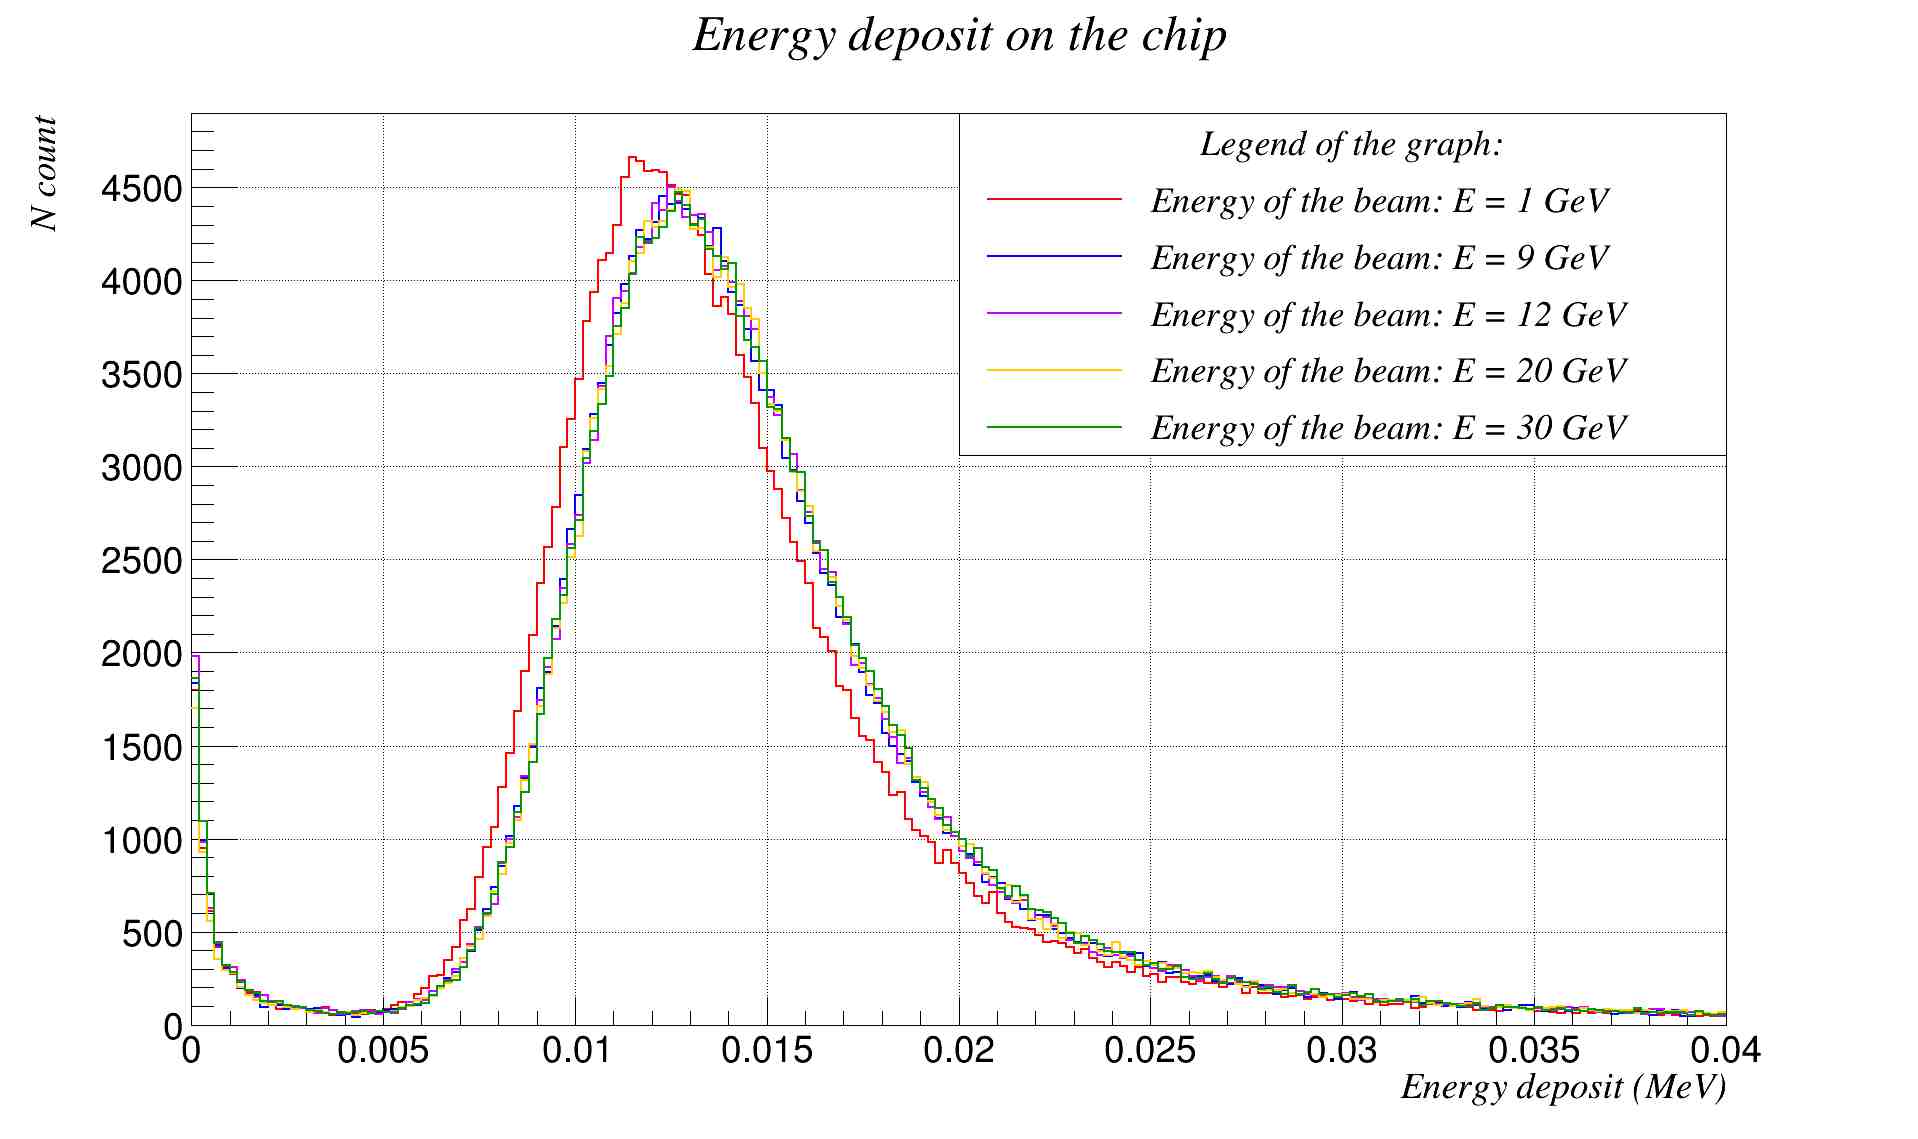 Energy deposit on the chip
N count
Legend of the graph:
Energy of the beam: E = 1 GeV
Energy of the beam: E = 9 GeV
Energy of the beam: E = 12 GeV
Energy of the beam: E = 20 GeV
Energy of the beam: E = 30 GeV
4500
4000
3500
3000
2500
2000
1500
1000
500
0
0 0.005 0.01 0.015 0.02 0.025 0.03 0.035 0.04
Energy deposit (MeV)